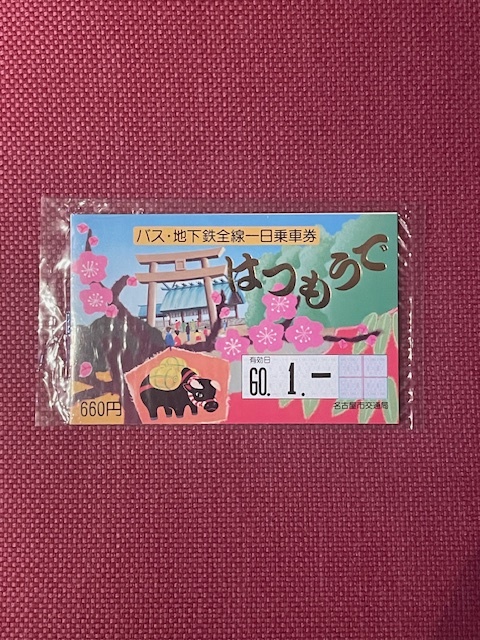 バス・地下鉄全線一日乗車券
はつもうで
有効日
60. 1. ー
660円
名古屋市交通局